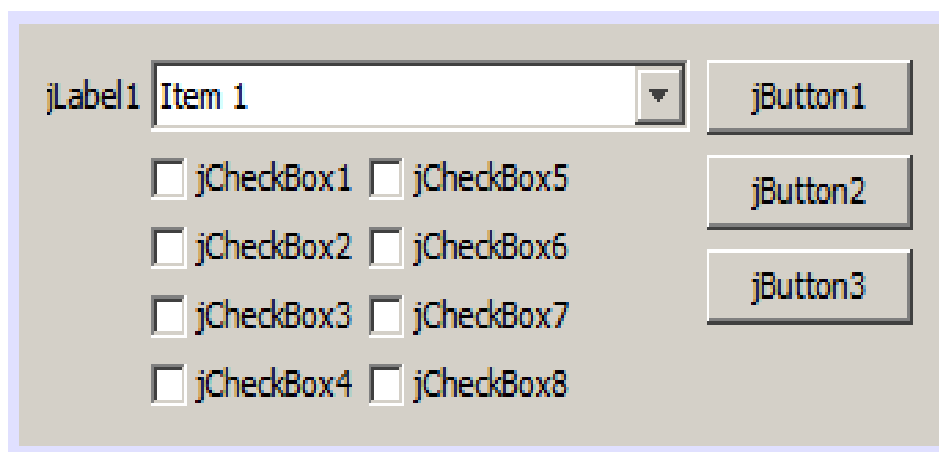 jLabel1 Item 1 jButton1
jCheckBox1 jCheckBox5 jButton2
jCheckBox2 jCheckBox6
jCheckBox3 jCheckBox7 jButton3
jCheckBox4 jCheckBox8